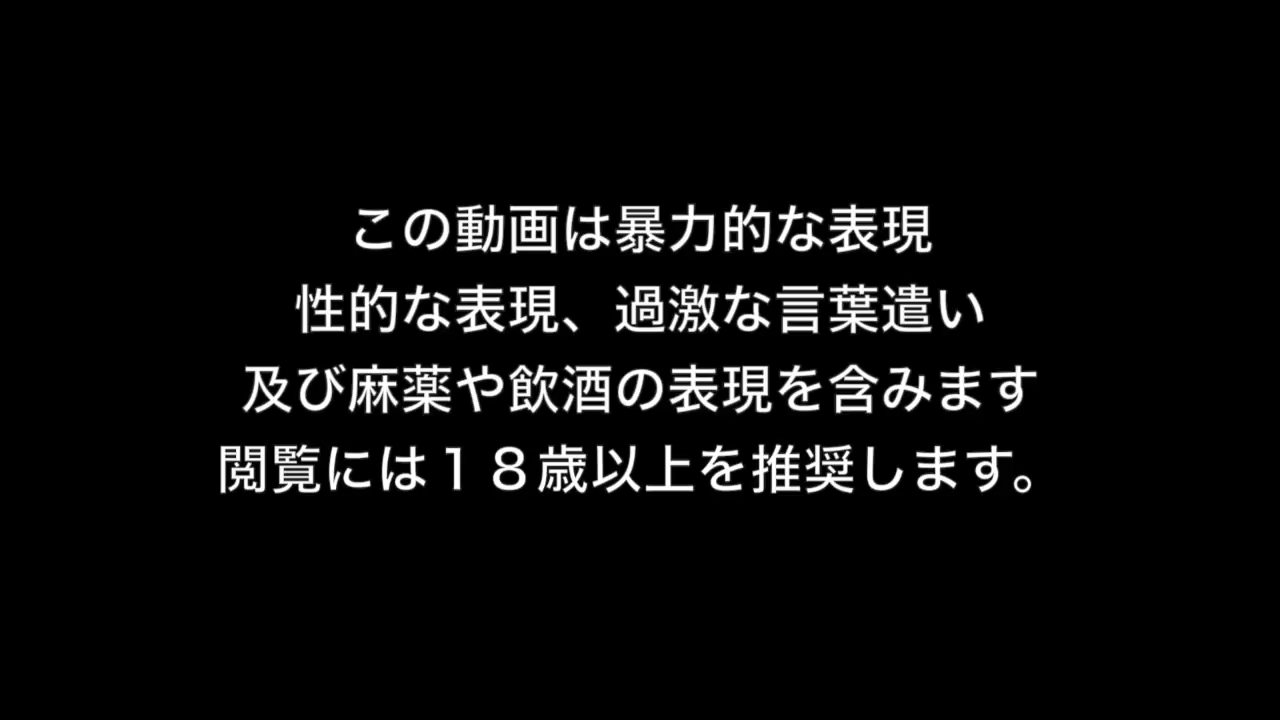 この動画は暴力的な表現
性的な表現、過激な言葉遣い
及び麻薬や飲酒の表現を含みます
閲覧には１８歳以上を推奨します。